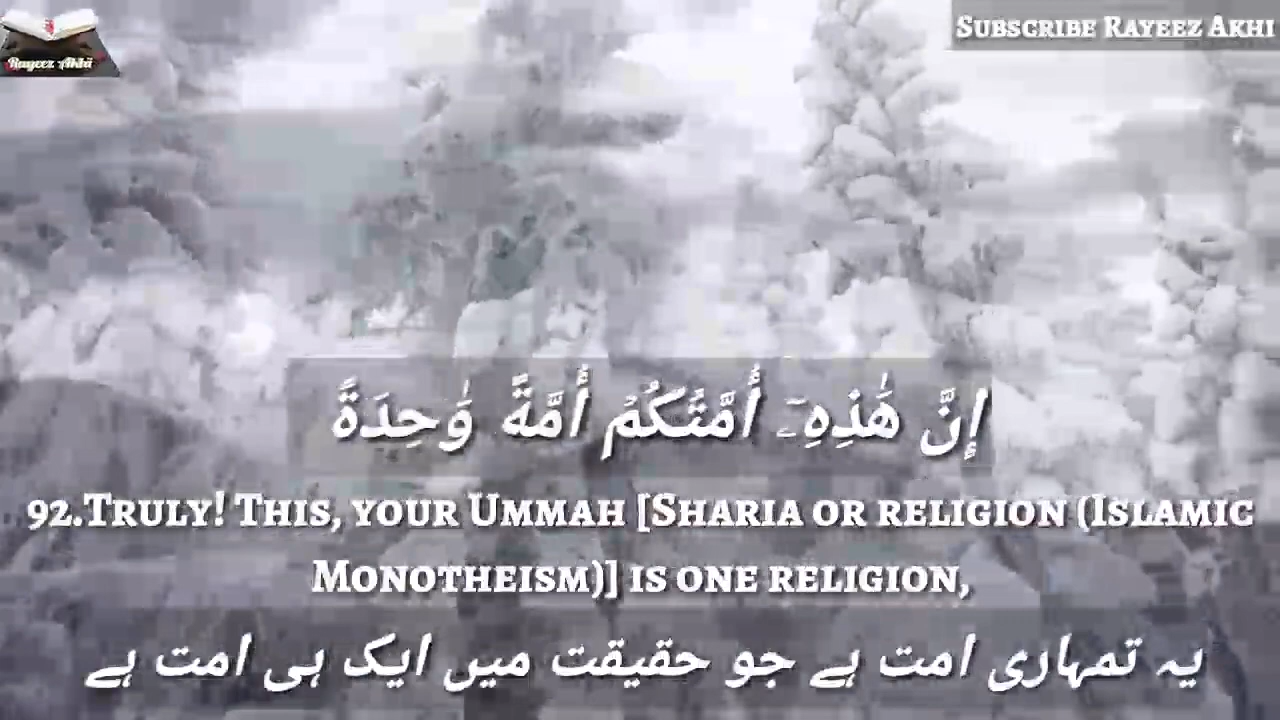 Rayeez Akhi
SUBSCRIBE RAYEEZ AKHI
إِنَّ هَٰذِهِۦٓ أُمَّتُكُمۡ أُمَّةً وَٰحِدَةً
92.TRULY! THIS, YOUR UMMAH [SHARIA OR RELIGION (ISLAMIC
MONOTHEISM)] IS ONE RELIGION,
یہ تمہاری امت ہے جو حقیقت میں ایک ہی امت ہے